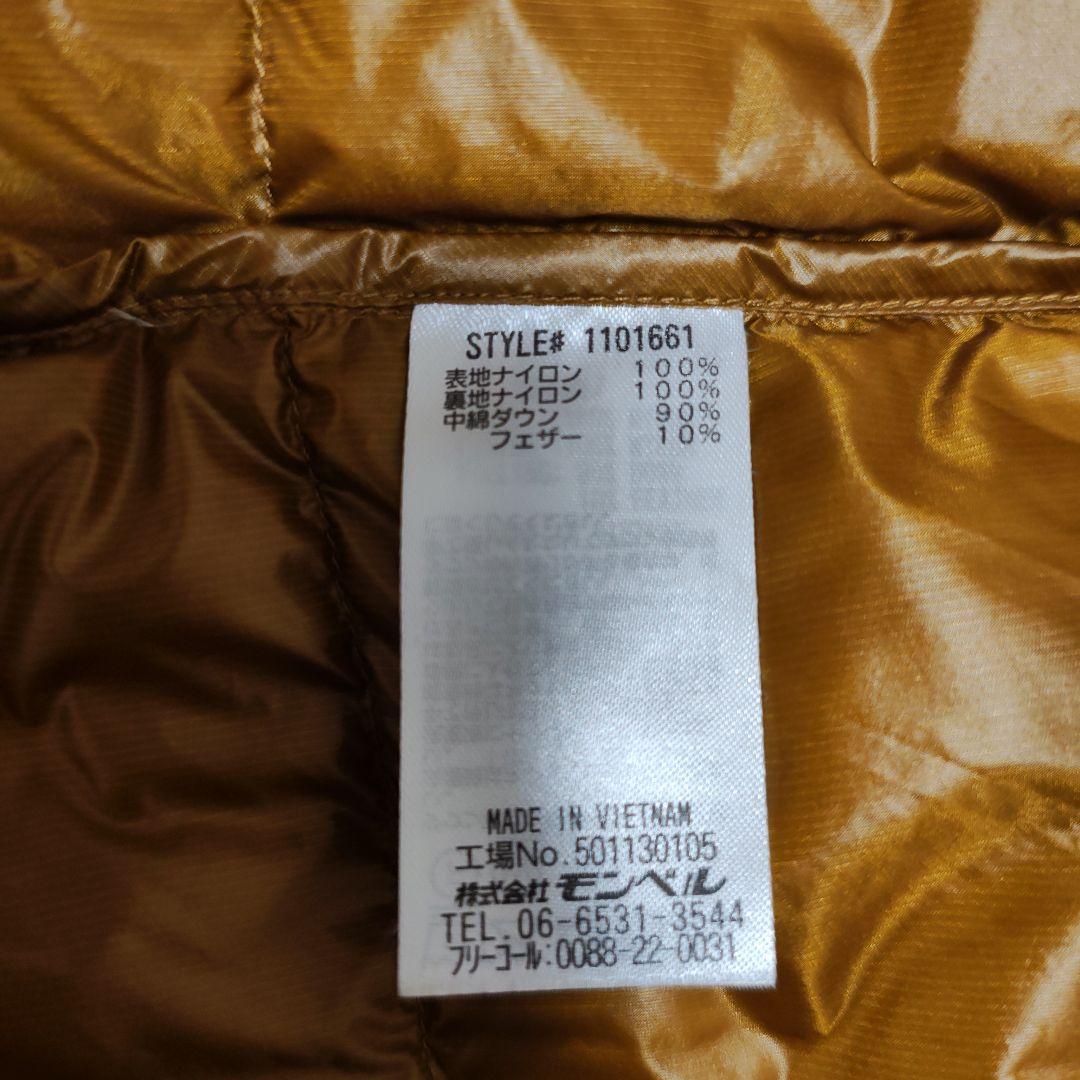 STYLE# 1101661
表地ナイロン 100%
裏地ナイロン 100%
中綿ダウン 90%
フェザー 10%
MADE IN VIETNAM
工場No.501130105
株式会社 モンベル
TEL.06-6531-3544
フリーコール:0088-22-0031